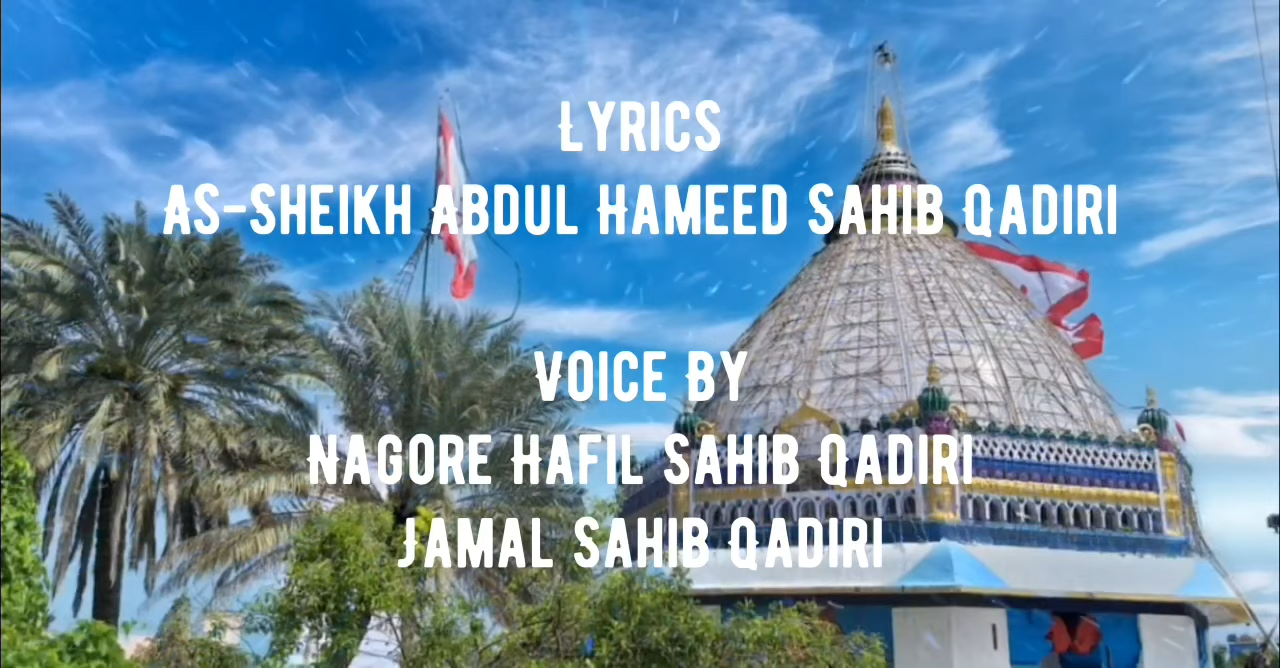 Lyrics
As-Sheikh Abdul Hameed Sahib Qadiri
Voice By
Nagore Hafil Sahib Qadiri
Jamal Sahib Qadiri